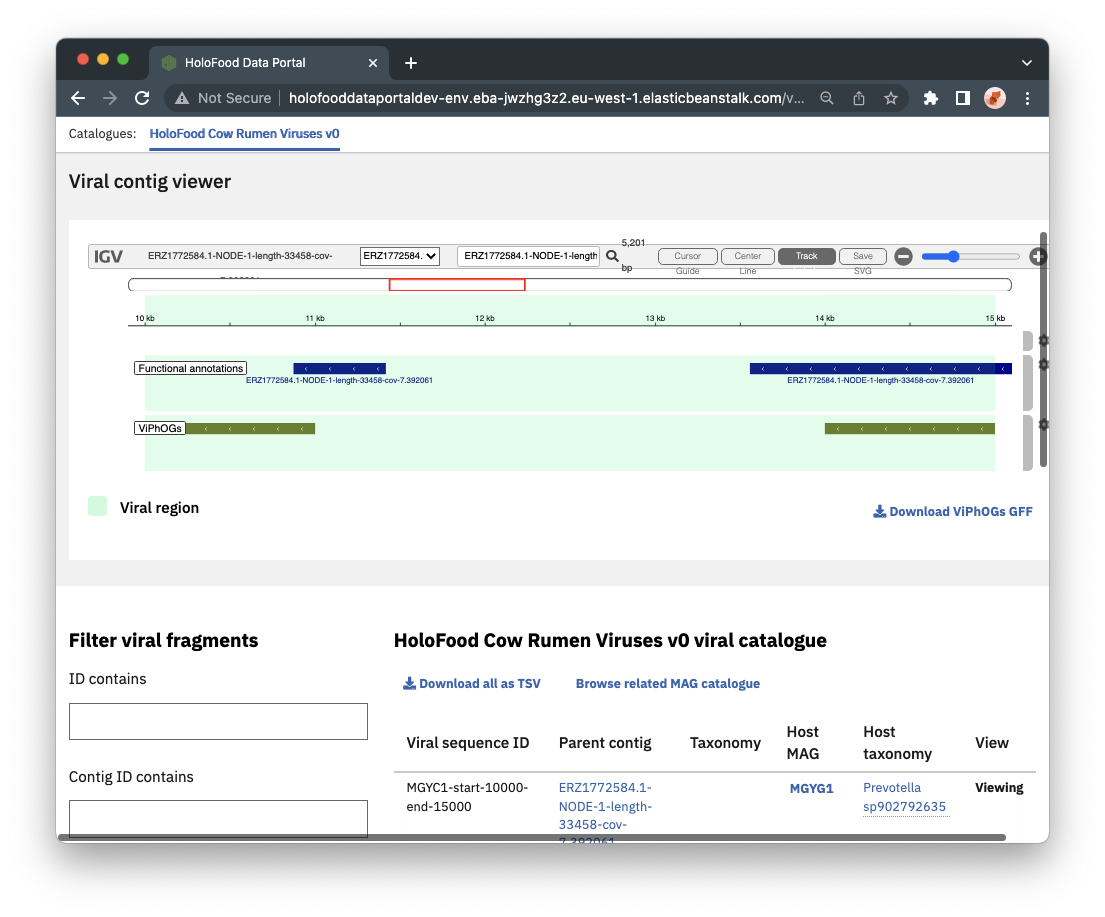 HoloFood Data Portal
Not Secure holofooddataportaldev-env.eba-jwzhg3z2.eu-west-1.elasticbeanstalk.com/v...
Catalogues: HoloFood Cow Rumen Viruses v0
Viral contig viewer
IGV ERZ1772584.1-NODE-1-length-33458-cov- ERZ1772584. ERZ1772584.1-NODE-1-length 5,201 bp Cursor Guide Center Line Track Save SVG
10 kb 11 kb 12 kb 13 kb 14 kb 15 kb
Functional annotations
ERZ1772584.1-NODE-1-length-33458-cov-7.392061 ERZ1772584.1-NODE-1-length-33458-cov-7.392061
ViPhOGs
Viral region
Download ViPhOGs GFF
Filter viral fragments
ID contains
Contig ID contains
HoloFood Cow Rumen Viruses v0 viral catalogue
Download all as TSV Browse related MAG catalogue
Viral sequence ID Parent contig Taxonomy Host MAG Host taxonomy View
MGYC1-start-10000- ERZ1772584.1- MGYG1 Prevotella Viewing
end-15000 NODE-1-length- sp902792635
33458-cov-
7.392061